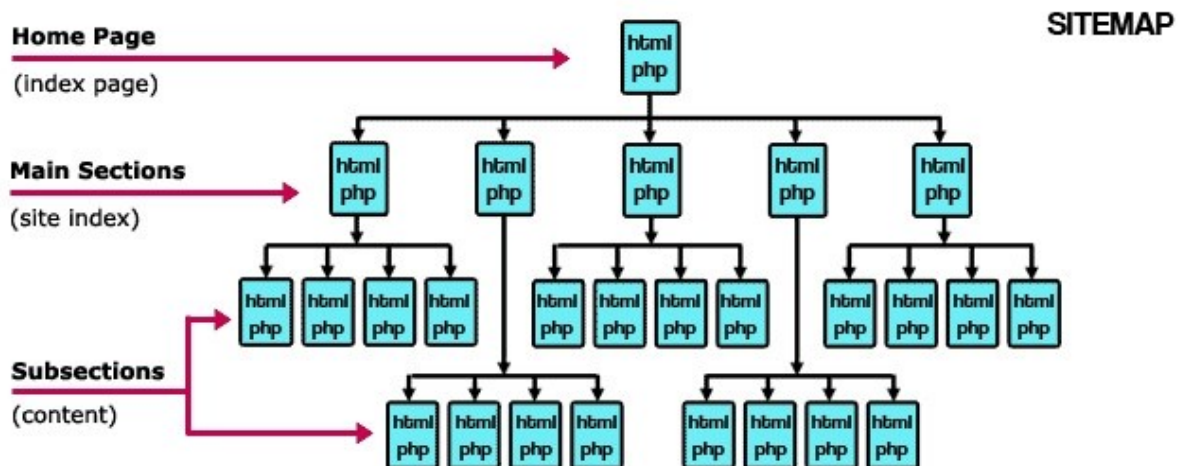 SITEMAP
Home Page
(index page)
html
php
Main Sections
(site index)
html
php
html
php
html
php
html
php
html
php
html
php
html
php
html
php
html
php
html
php
html
php
html
php
html
php
html
php
html
php
html
php
html
php
Subsections
(content)
html
php
html
php
html
php
html
php
html
php
html
php
html
php
html
php